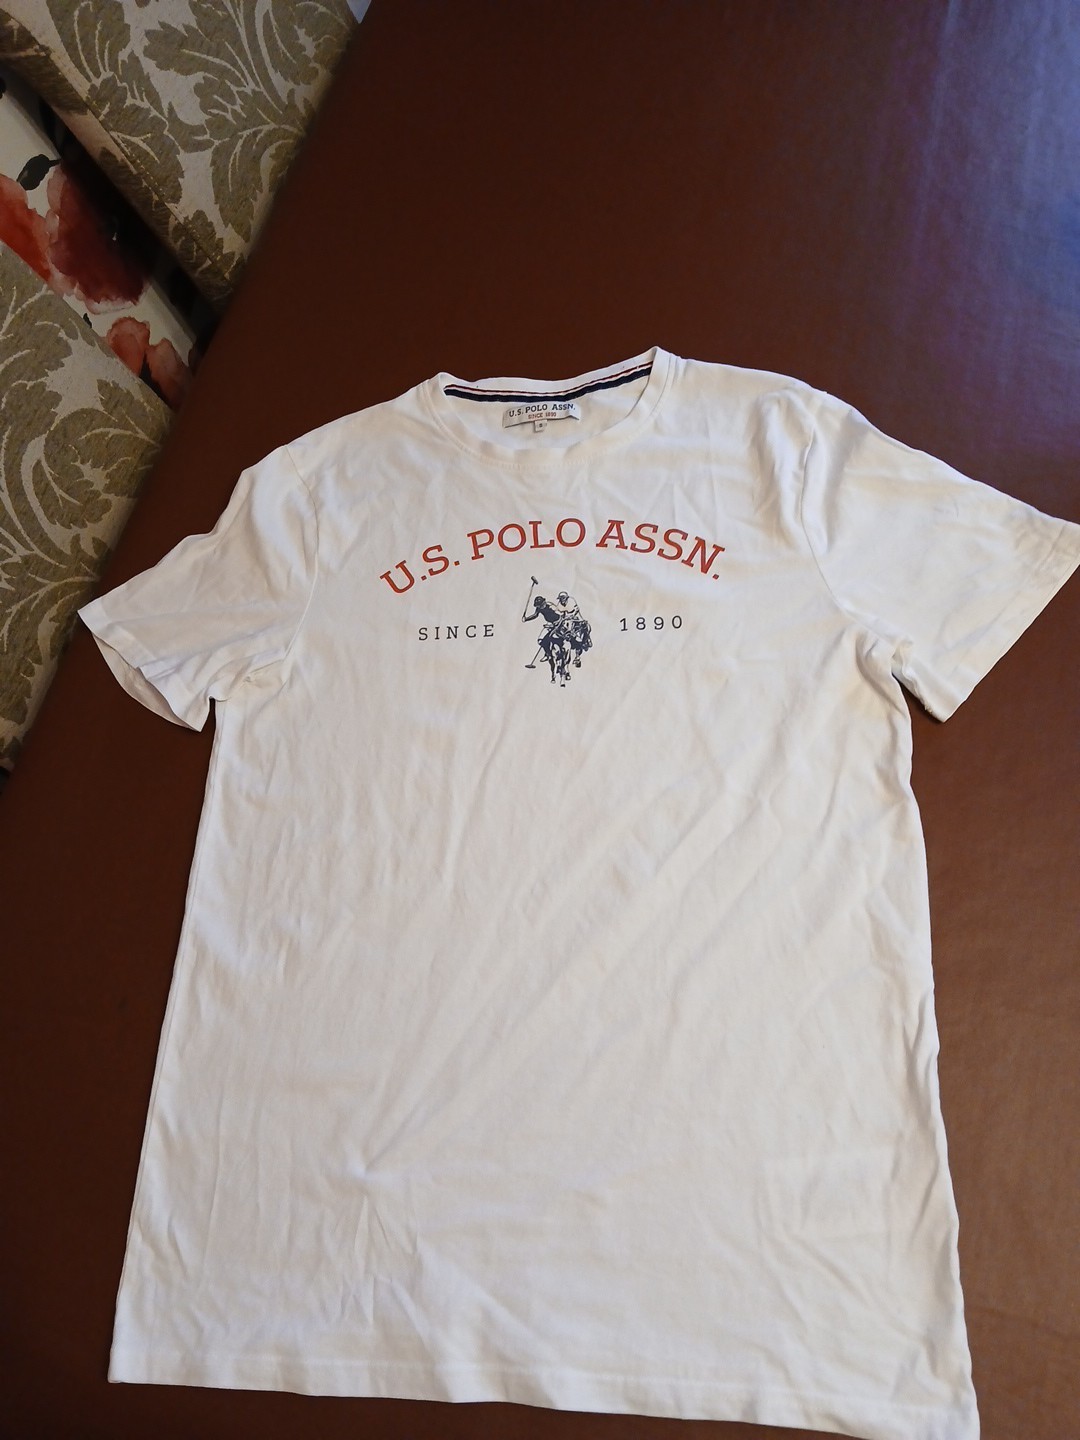 U.S. POLO ASSN.
SINCE 1890
S
U.S. POLO ASSN.
SINCE 1890